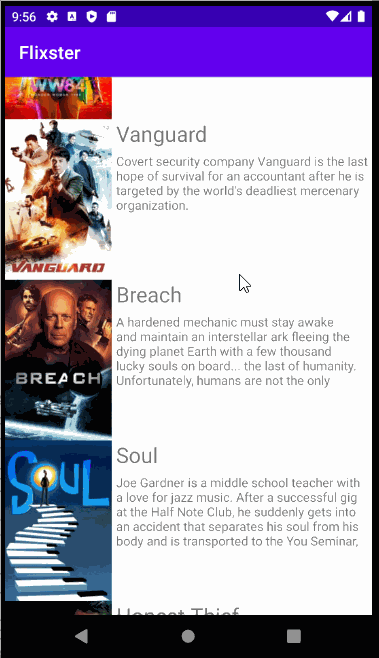 9:56
Flixster
WW84
Vanguard
Covert security company Vanguard is the last
hope of survival for an accountant after he is
targeted by the world's deadliest mercenary
organization.
VANGUARD
Breach
A hardened mechanic must stay awake
and maintain an interstellar ark fleeing the
dying planet Earth with a few thousand
lucky souls on board... the last of humanity.
Unfortunately, humans are not the only
BREACH
Soul
Joe Gardner is a middle school teacher with
a love for jazz music. After a successful gig
at the Half Note Club, he suddenly gets into
an accident that separates his soul from his
body and is transported to the You Seminar,
SOUL
Honest Thief